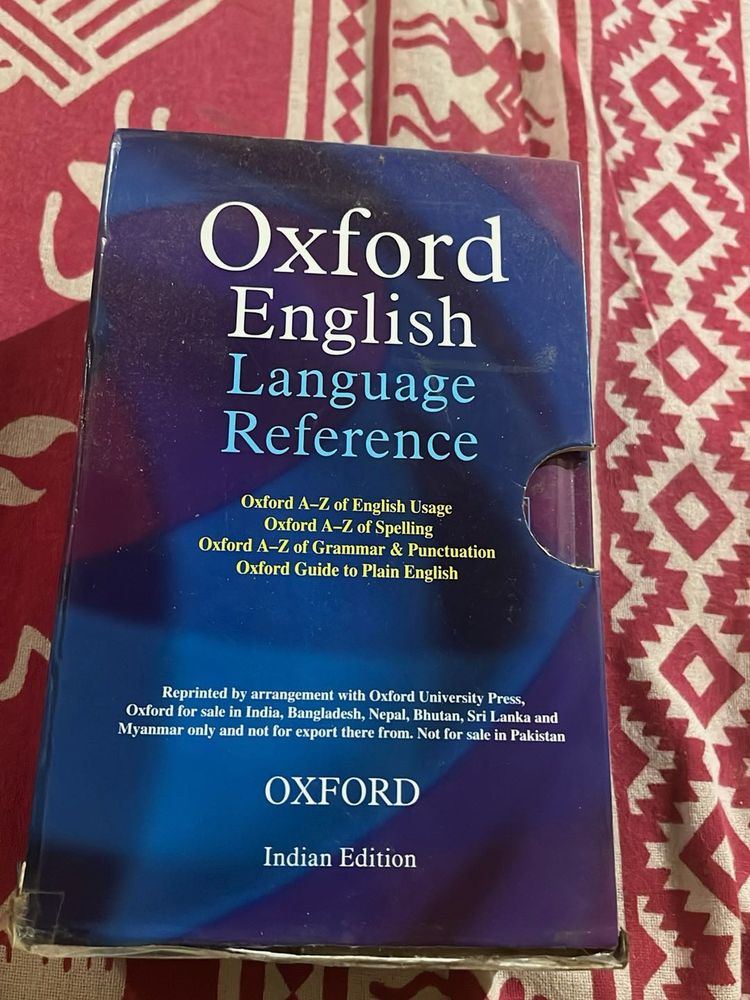 Oxford
English
Language
Reference
Oxford A–Z of English Usage
Oxford A–Z of Spelling
Oxford A–Z of Grammar & Punctuation
Oxford Guide to Plain English
Reprinted by arrangement with Oxford University Press,
Oxford for sale in India, Bangladesh, Nepal, Bhutan, Sri Lanka and
Myanmar only and not for export there from. Not for sale in Pakistan
OXFORD
Indian Edition